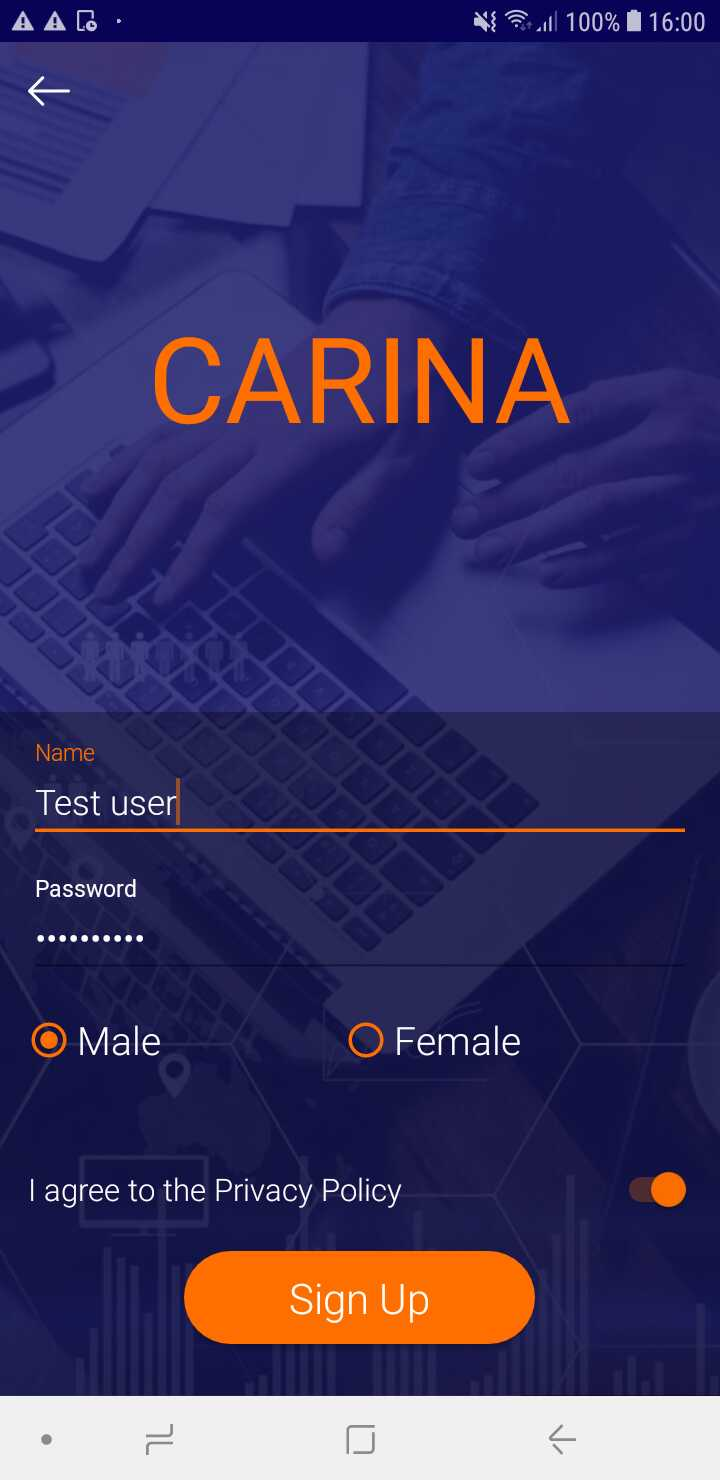 100% 16:00
CARINA
Name
Test user
Password
••••••••••
Male Female
I agree to the Privacy Policy
Sign Up